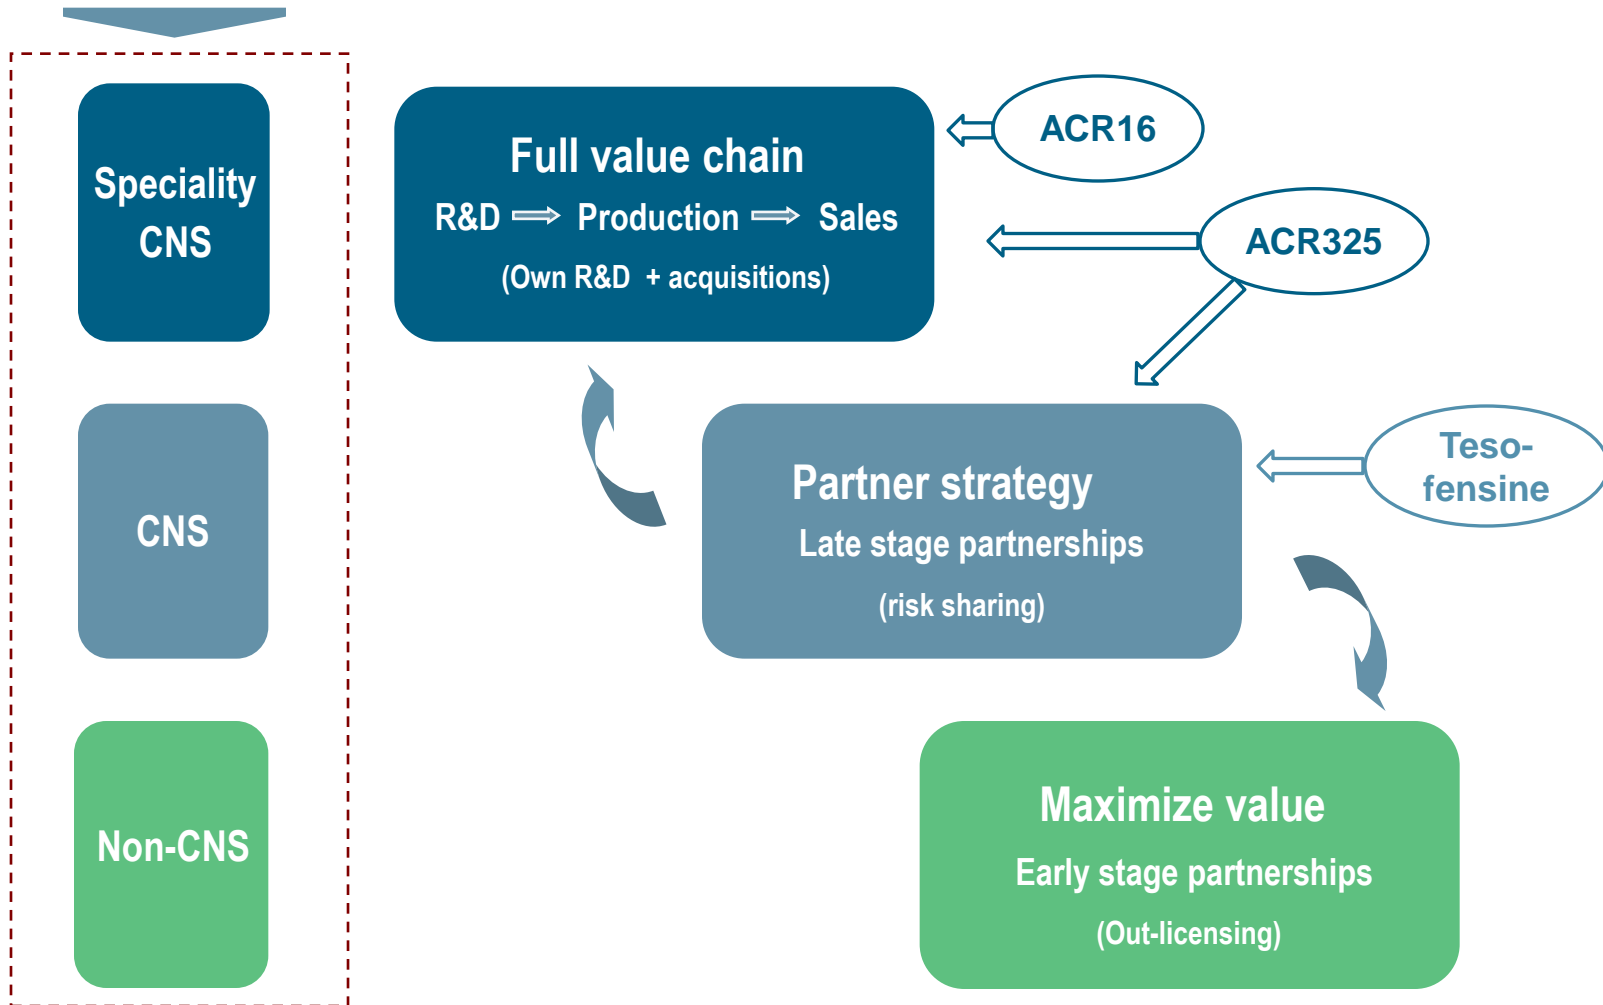 Speciality
CNS
Full value chain
R&D Production Sales
(Own R&D + acquisitions)
ACR16
ACR325
CNS
Partner strategy
Late stage partnerships
(risk sharing)
Teso-
fensine
Non-CNS
Maximize value
Early stage partnerships
(Out-licensing)